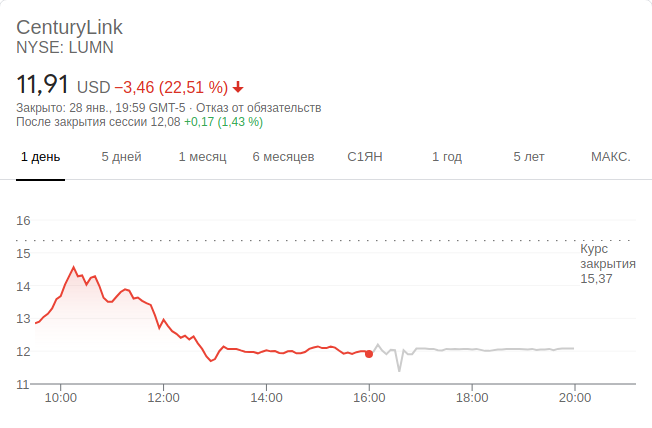 CenturyLink
NYSE: LUMN
11,91 USD −3,46 (22,51 %)
Закрыто: 28 янв., 19:59 GMT-5 · Отказ от обязательств
После закрытия сессии 12,08 +0,17 (1,43 %)
1 день 5 дней 1 месяц 6 месяцев С1ЯН 1 год 5 лет МАКС.
16
15
14
13
12
11
Курс
закрытия
15,37
10:00 12:00 14:00 16:00 18:00 20:00